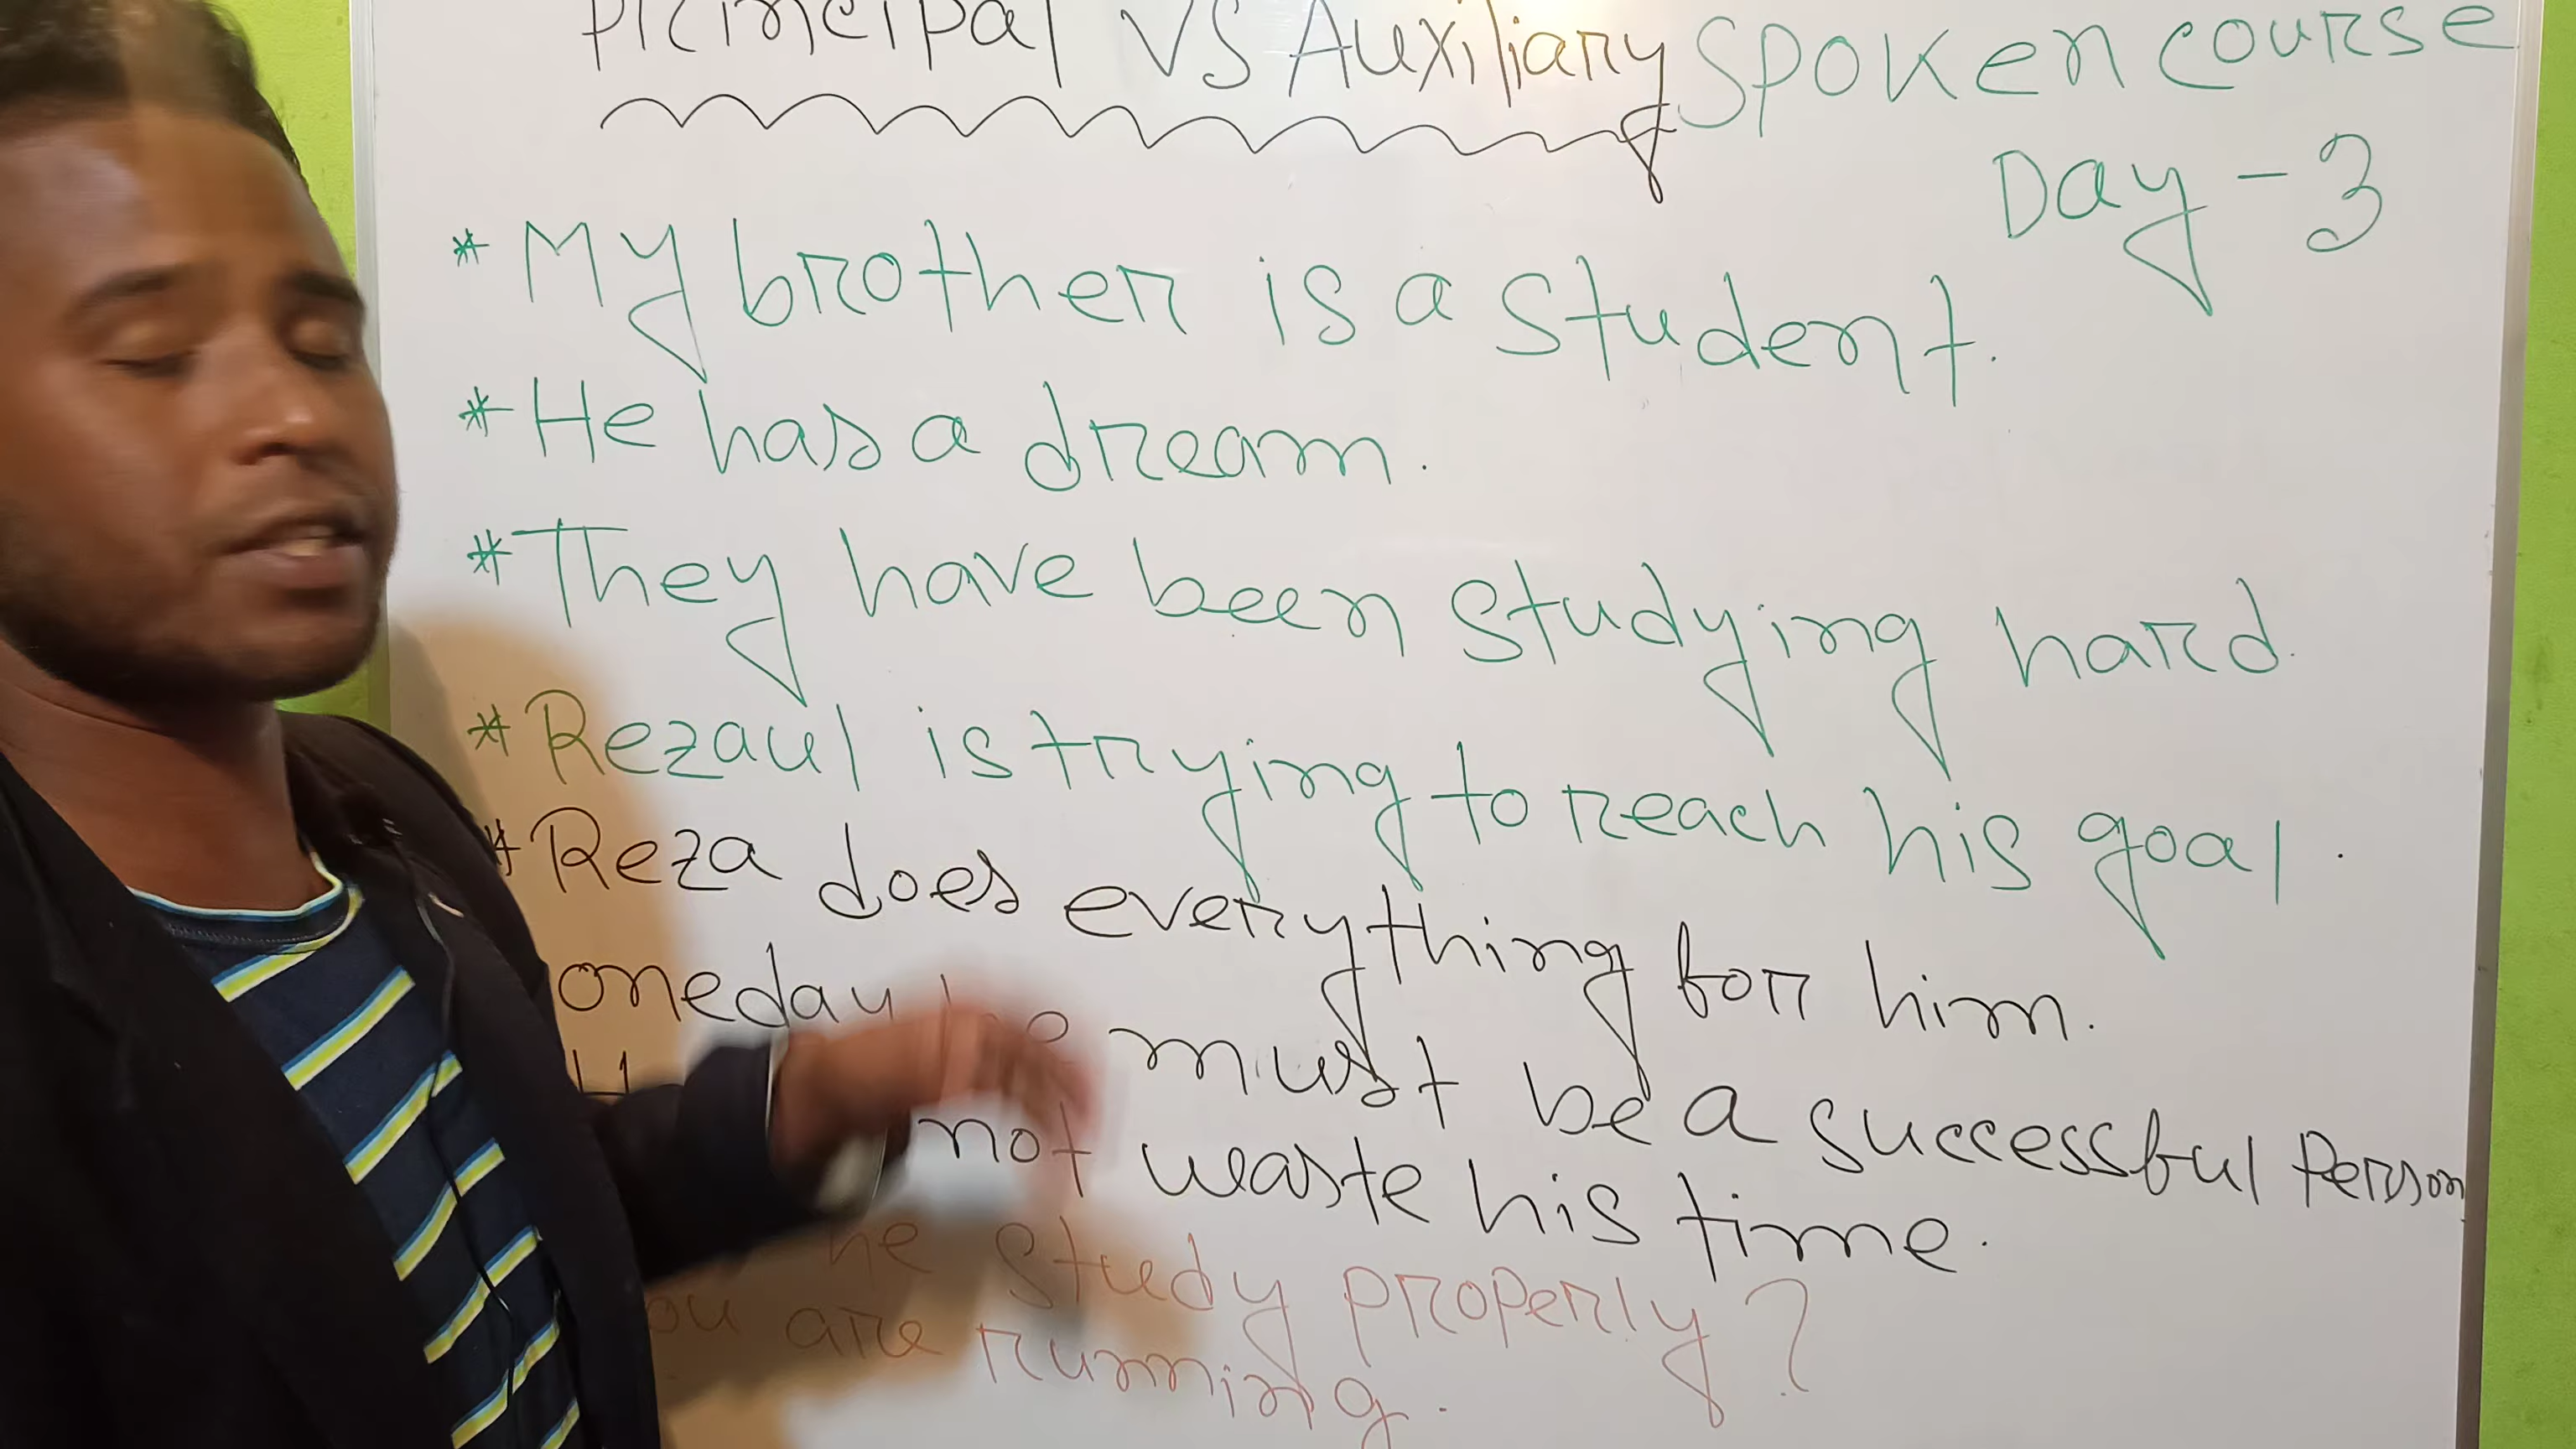 Principal VS Auxiliary
Spoken course
Day-3
* My brother is a student.
* He has a dream.
* They have been studying hard.
* Rezaul is trying to reach his goal.
* Reza does everything for him.
oneday he must be a successful person
not waste his time.
he study properly?
are running.